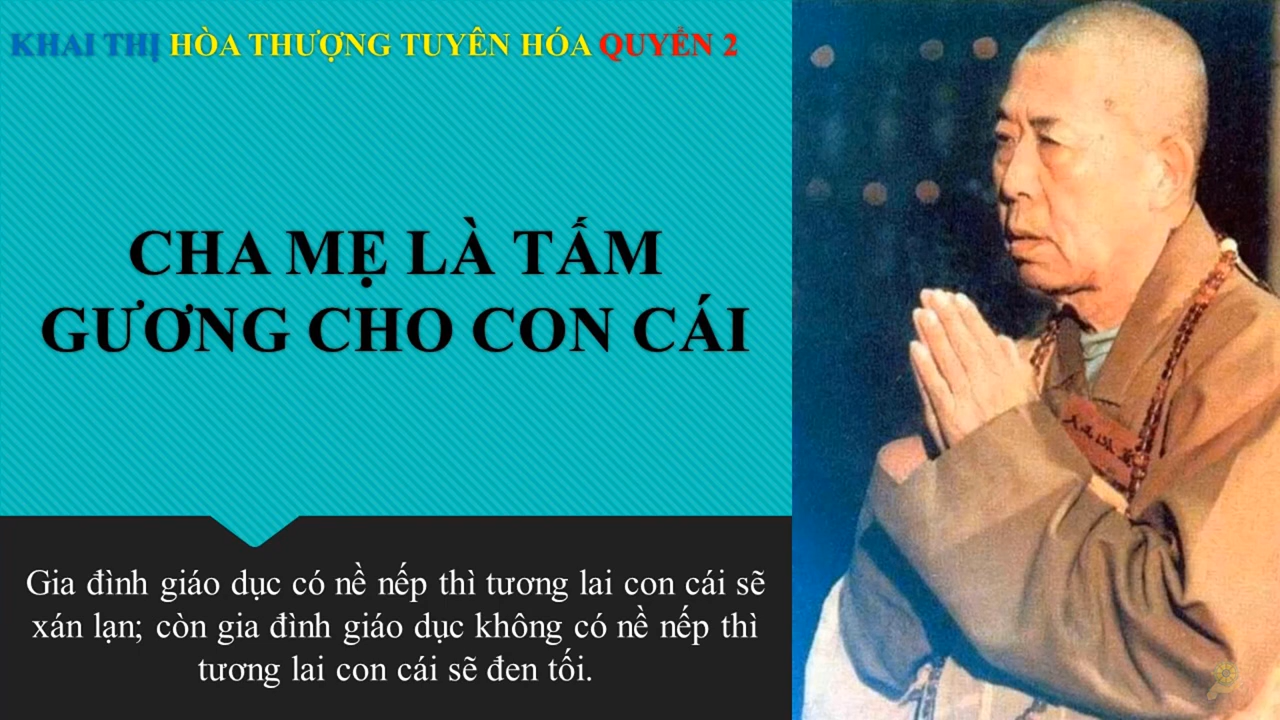 KHAI THỊ HÒA THƯỢNG TUYÊN HÓA QUYỂN 2
CHA MẸ LÀ TẤM
GƯƠNG CHO CON CÁI
Gia đình giáo dục có nề nếp thì tương lai con cái sẽ
xán lạn; còn gia đình giáo dục không có nề nếp thì
tương lai con cái sẽ đen tối.